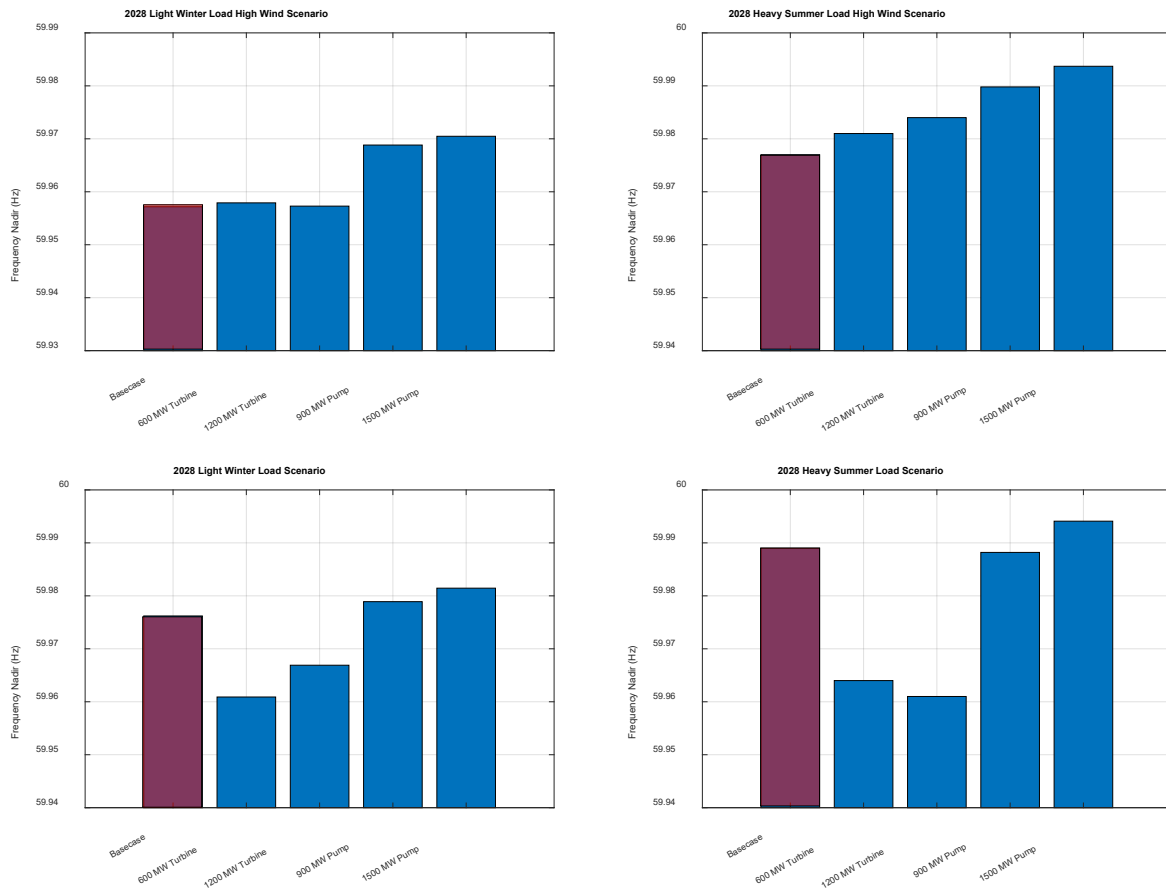 2028 Light Winter Load High Wind Scenario
59.99
59.98
59.97
59.96
59.95
59.94
59.93
Frequency Nadir (Hz)
Basecase
600 MW Turbine
1200 MW Turbine
900 MW Pump
1500 MW Pump
2028 Heavy Summer Load High Wind Scenario
60
59.99
59.98
59.97
59.96
59.95
59.94
Frequency Nadir (Hz)
Basecase
600 MW Turbine
1200 MW Turbine
900 MW Pump
1500 MW Pump
2028 Light Winter Load Scenario
60
59.99
59.98
59.97
59.96
59.95
59.94
Frequency Nadir (Hz)
Basecase
600 MW Turbine
1200 MW Turbine
900 MW Pump
1500 MW Pump
2028 Heavy Summer Load Scenario
60
59.99
59.98
59.97
59.96
59.95
59.94
Frequency Nadir (Hz)
Basecase
600 MW Turbine
1200 MW Turbine
900 MW Pump
1500 MW Pump